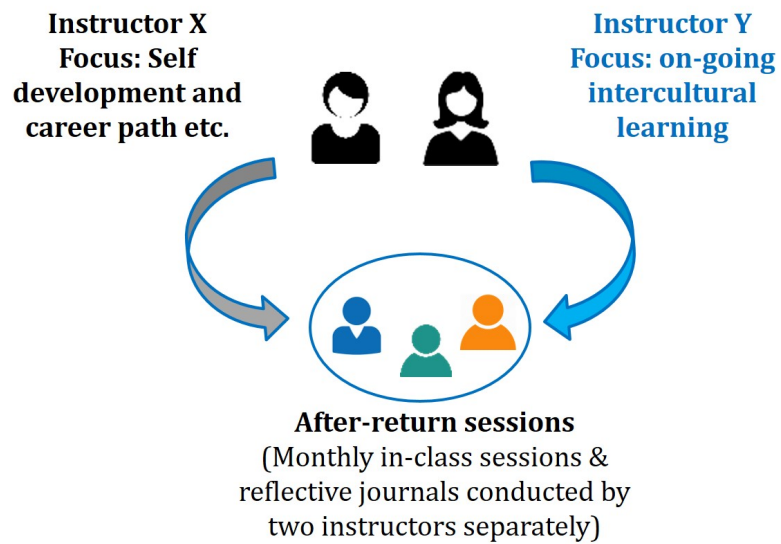 Instructor X
Focus: Self
development and
career path etc.
Instructor Y
Focus: on-going
intercultural
learning
After-return sessions
(Monthly in-class sessions &
reflective journals conducted by
two instructors separately)